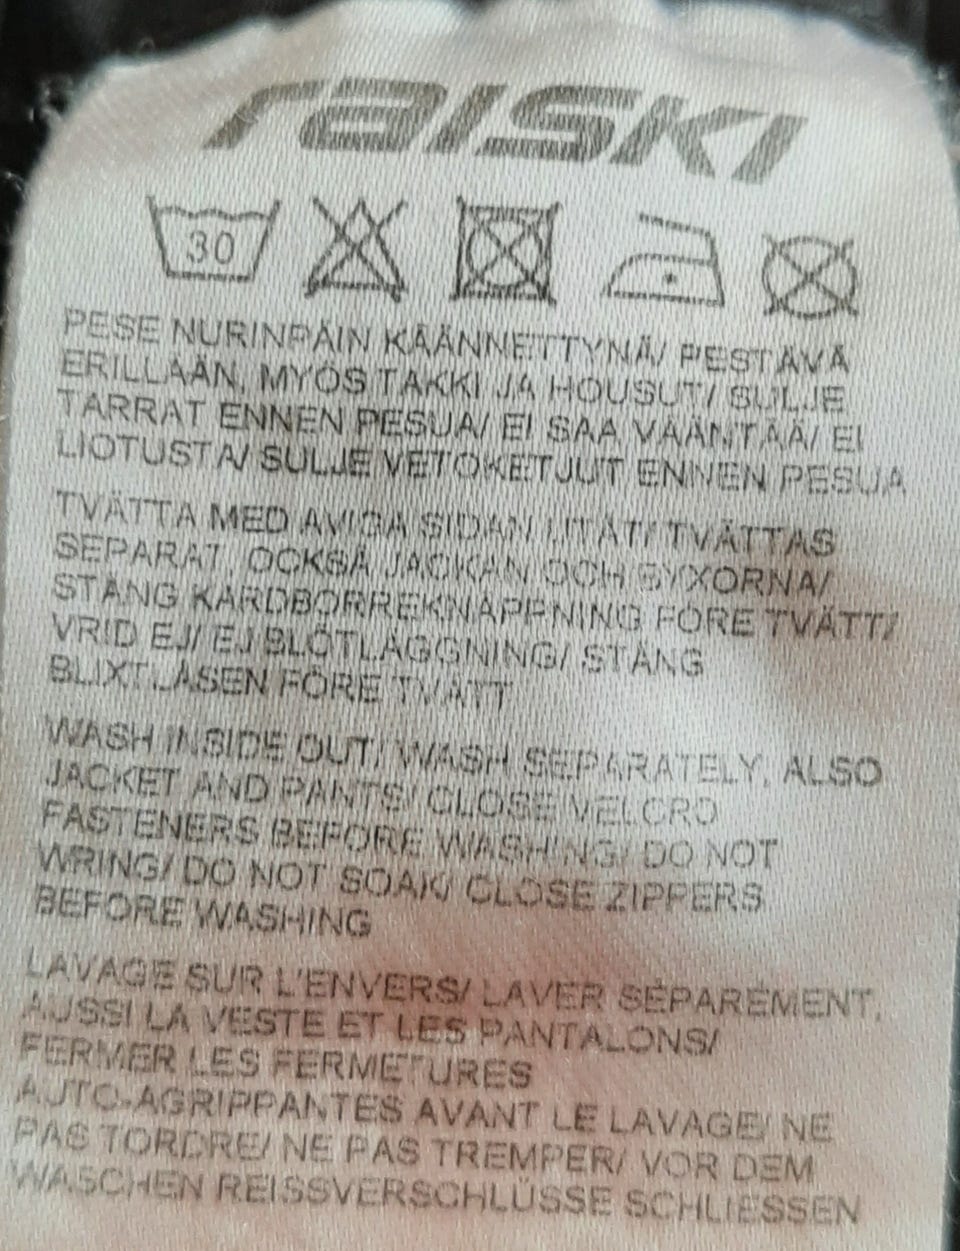 raiski
30
PESE NURINPÄIN KÄÄNNETTYNÄ/ PESTÄVÄ
ERILLÄÄN, MYÖS TAKKI JA HOUSUT/ SULJE
TARRAT ENNEN PESUA/ EI SAA VÄÄNTÄÄ/ EI
LIOTUSTA/ SULJE VETOKETJUT ENNEN PESUA
TVÄTTA MED AVIGA SIDAN UTÅT/ TVÄTTAS
SEPARAT, OCKSÅ JACKAN OCH BYXORNA/
STÄNG KARDBORREKNÄPPNING FÖRE TVÄTT/
VRID EJ/ EJ BLÖTLÄGGNING/ STÄNG
BLIXTLÅSEN FÖRE TVÄTT
WASH INSIDE OUT/ WASH SEPARATELY, ALSO
JACKET AND PANTS/ CLOSE VELCRO
FASTENERS BEFORE WASHING/ DO NOT
WRING/ DO NOT SOAK/ CLOSE ZIPPERS
BEFORE WASHING
LAVAGE SUR L'ENVERS/ LAVER SÉPARÉMENT,
AUSSI LA VESTE ET LES PANTALONS/
FERMER LES FERMETURES
AUTO-AGRIPPANTES AVANT LE LAVAGE/ NE
PAS TORDRE/ NE PAS TREMPER/ VOR DEM
WASCHEN REISSVERSCHLÜSSE SCHLIESSEN